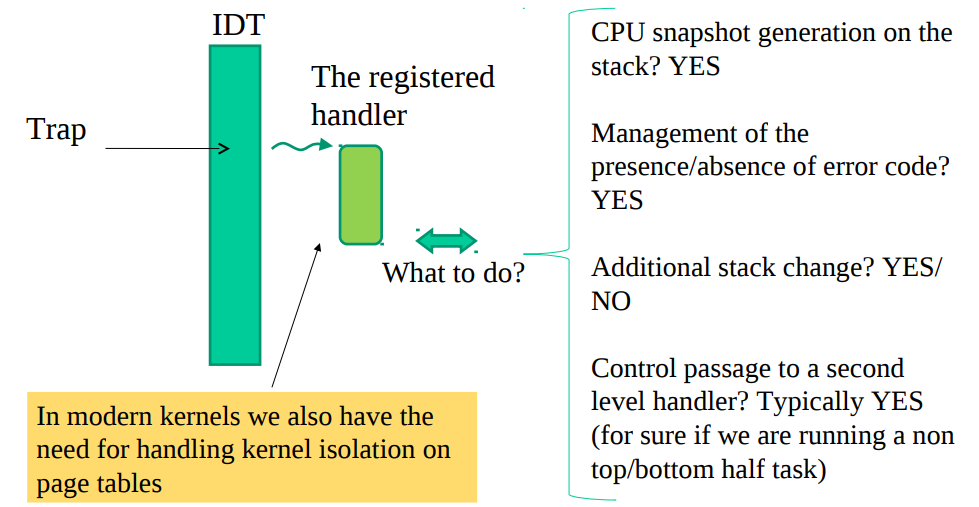 IDT
The registered
handler
Trap
What to do?
In modern kernels we also have the
need for handling kernel isolation on
page tables
CPU snapshot generation on the
stack? YES
Management of the
presence/absence of error code?
YES
Additional stack change? YES/
NO
Control passage to a second
level handler? Typically YES
(for sure if we are running a non
top/bottom half task)